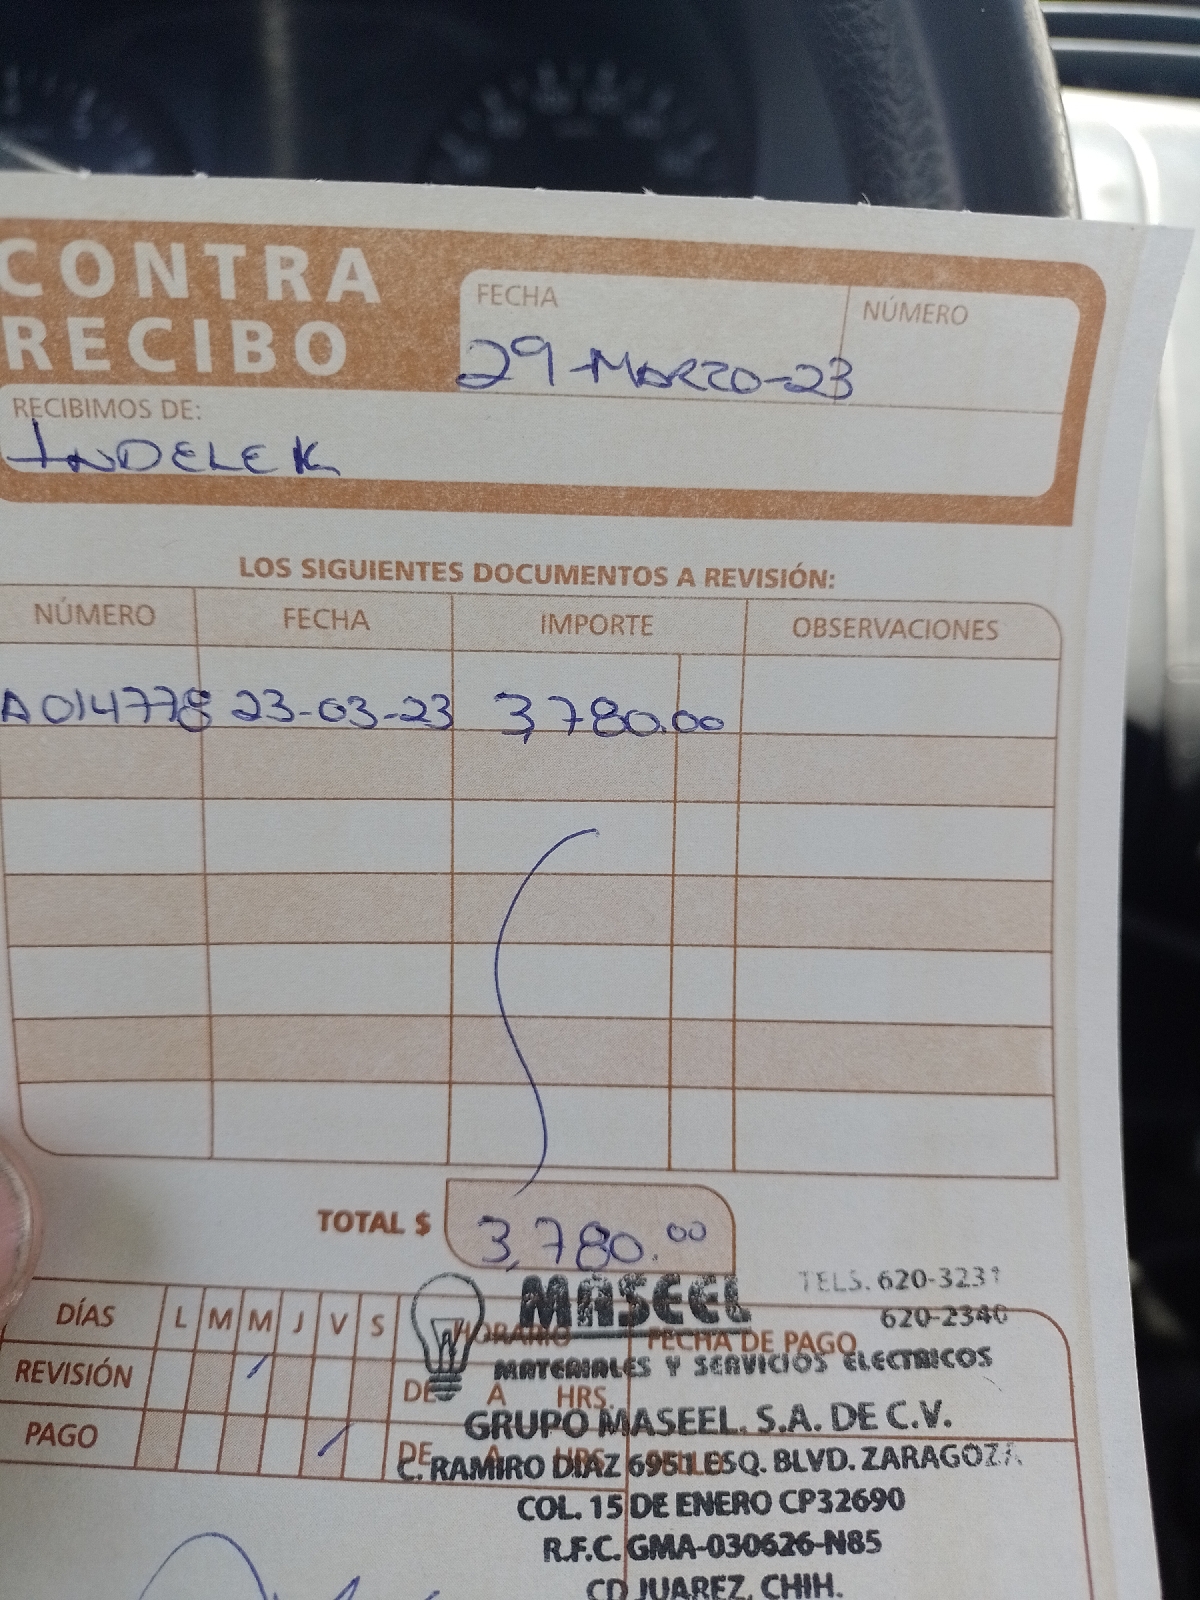 CONTRA
RECIBO
FECHA
NÚMERO
29-MARZO-23
RECIBIMOS DE:
INDELEK
LOS SIGUIENTES DOCUMENTOS A REVISIÓN:
NÚMERO FECHA IMPORTE OBSERVACIONES
A014778 23-03-23 3,780.00
TOTAL $ 3,780.00
MASEEL
TELS. 620-3231
620-2340
DÍAS L M M J V S HORARIO FECHA DE PAGO
MATERIALES Y SERVICIOS ELECTRICOS
REVISIÓN DE A HRS.
GRUPO MASEEL. S.A. DE C.V.
PAGO DE A HRS.
C. RAMIRO DIAZ 6951 ESQ. BLVD. ZARAGOZA
COL. 15 DE ENERO CP32690
R.F.C. GMA-030626-N85
CD JUAREZ, CHIH.